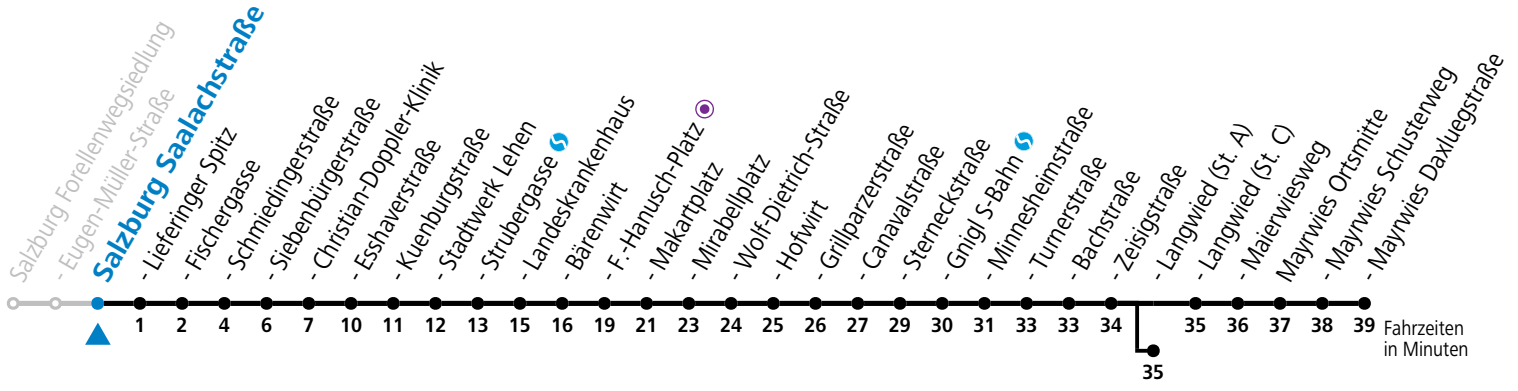 Salzburg Forellenwegsiedlung
- Eugen-Müller-Straße
Salzburg Saalachstraße
- Lieferinger Spitz
- Fischergasse
- Schmiedingerstraße
- Siebenbürgerstraße
- Christian-Doppler-Klinik
- Esshaverstraße
- Kuenburgstraße
- Stadtwerk Lehen
- Strubergasse
- Landeskrankenhaus
- Bärenwirt
- F.-Hanusch-Platz
- Makartplatz
- Mirabellplatz
- Wolf-Dietrich-Straße
- Hofwirt
- Grillparzerstraße
- Canavalstraße
- Sterneckstraße
- Gnigl S-Bahn
- Minnesheimstraße
- Turnerstraße
- Bachstraße
- Zeisigstraße
- Langwied (St. A)
- Langwied (St. C)
- Maierwiesweg
Mayrwies Ortsmitte
- Mayrwies Schustenweg
- Mayrwies Daxluegstraße
1 2 4 6 7 10 11 12 13 15 16 19 21 23 24 25 26 27 29 30 31 33 33 34 35 36 37 38 39 Fahrzeiten
in Minuten
35